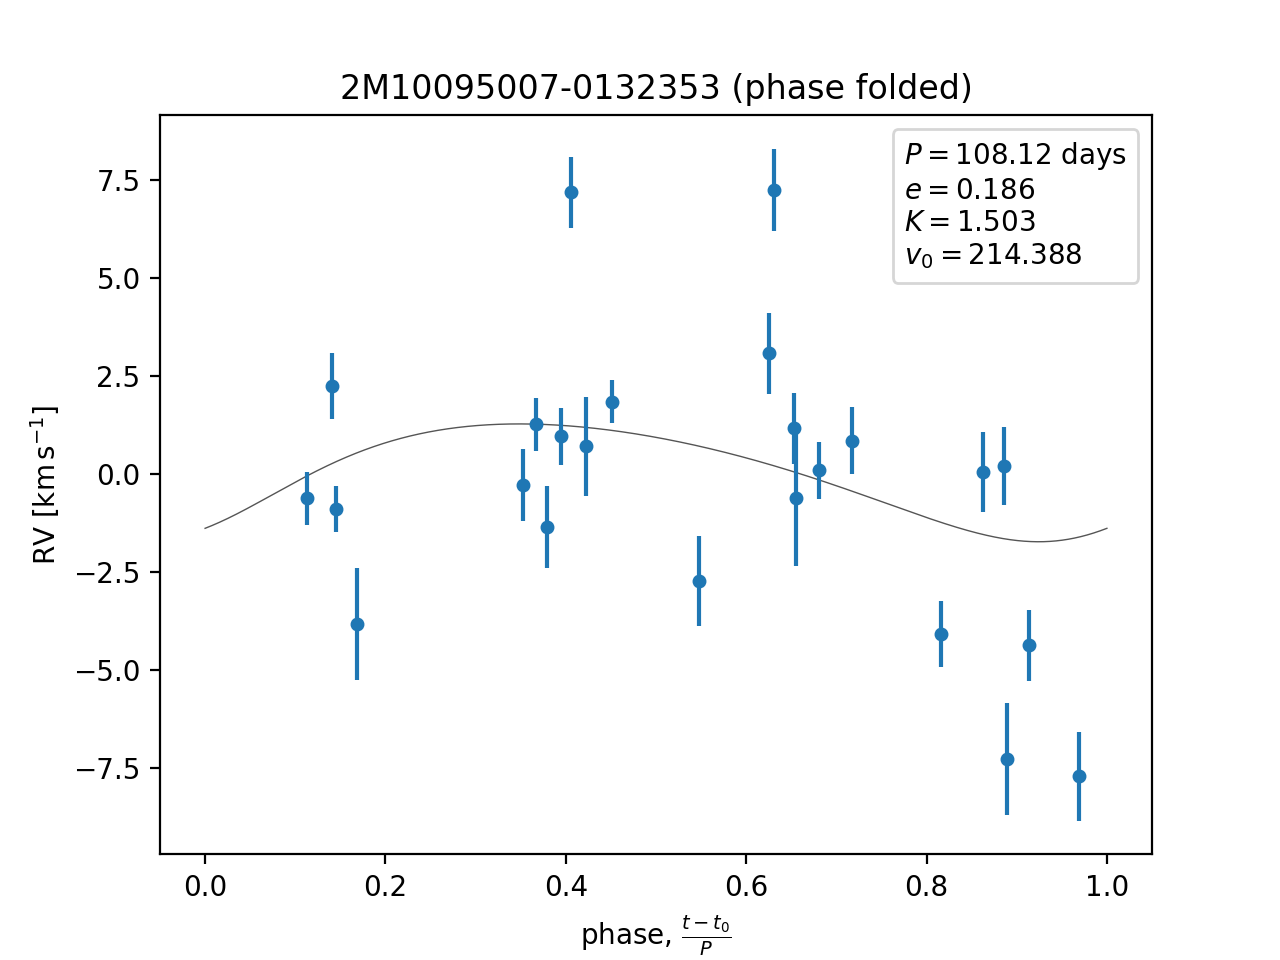 2M10095007-0132353 (phase folded)
P = 108.12 days
e = 0.186
K = 1.503
v₀ = 214.388
RV [km s⁻¹]
7.5
5.0
2.5
0.0
−2.5
−5.0
−7.5
0.0 0.2 0.4 0.6 0.8 1.0
phase, (t − t₀)/P